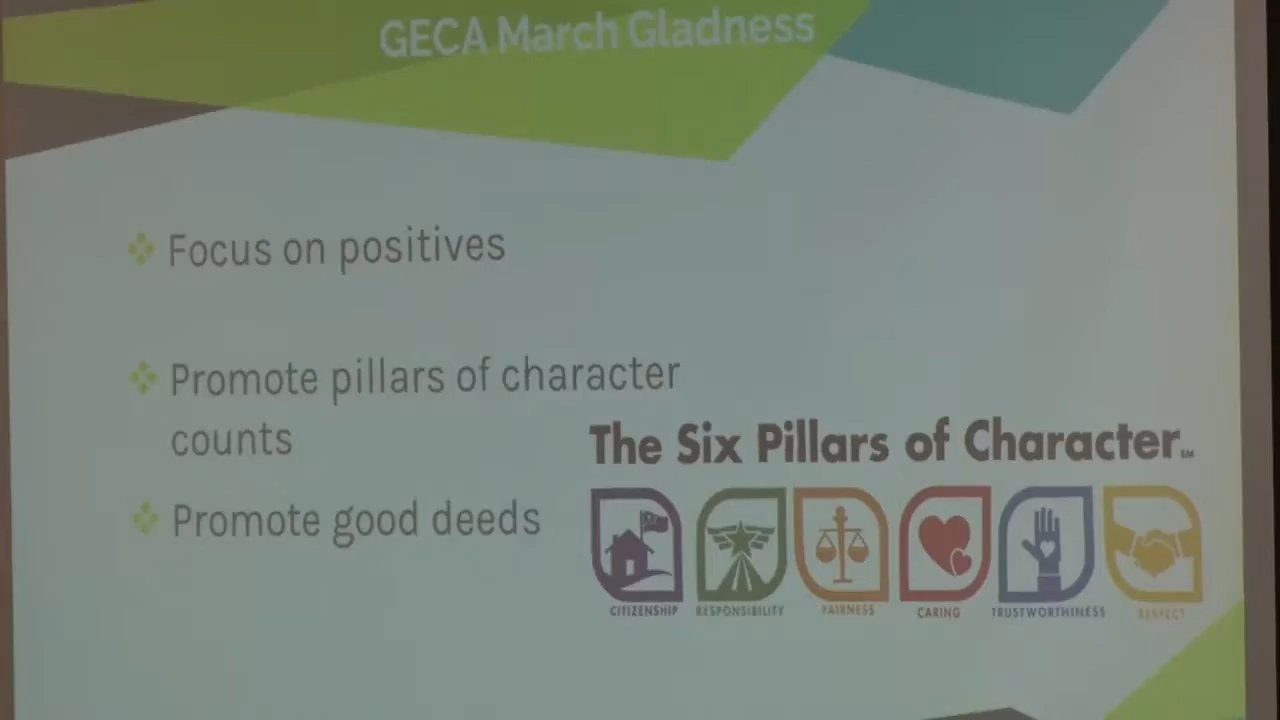 GECA March Gladness
Focus on positives
Promote pillars of character
counts
Promote good deeds
The Six Pillars of Character℠
CITIZENSHIP RESPONSIBILITY FAIRNESS CARING TRUSTWORTHINESS RESPECT